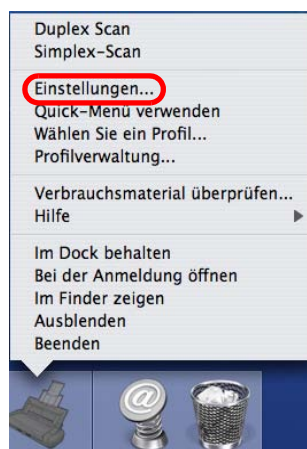 Duplex Scan
Simplex-Scan
Einstellungen...
Quick-Menü verwenden
Wählen Sie ein Profil...
Profilverwaltung...
Verbrauchsmaterial überprüfen...
Hilfe
Im Dock behalten
Bei der Anmeldung öffnen
Im Finder zeigen
Ausblenden
Beenden
@